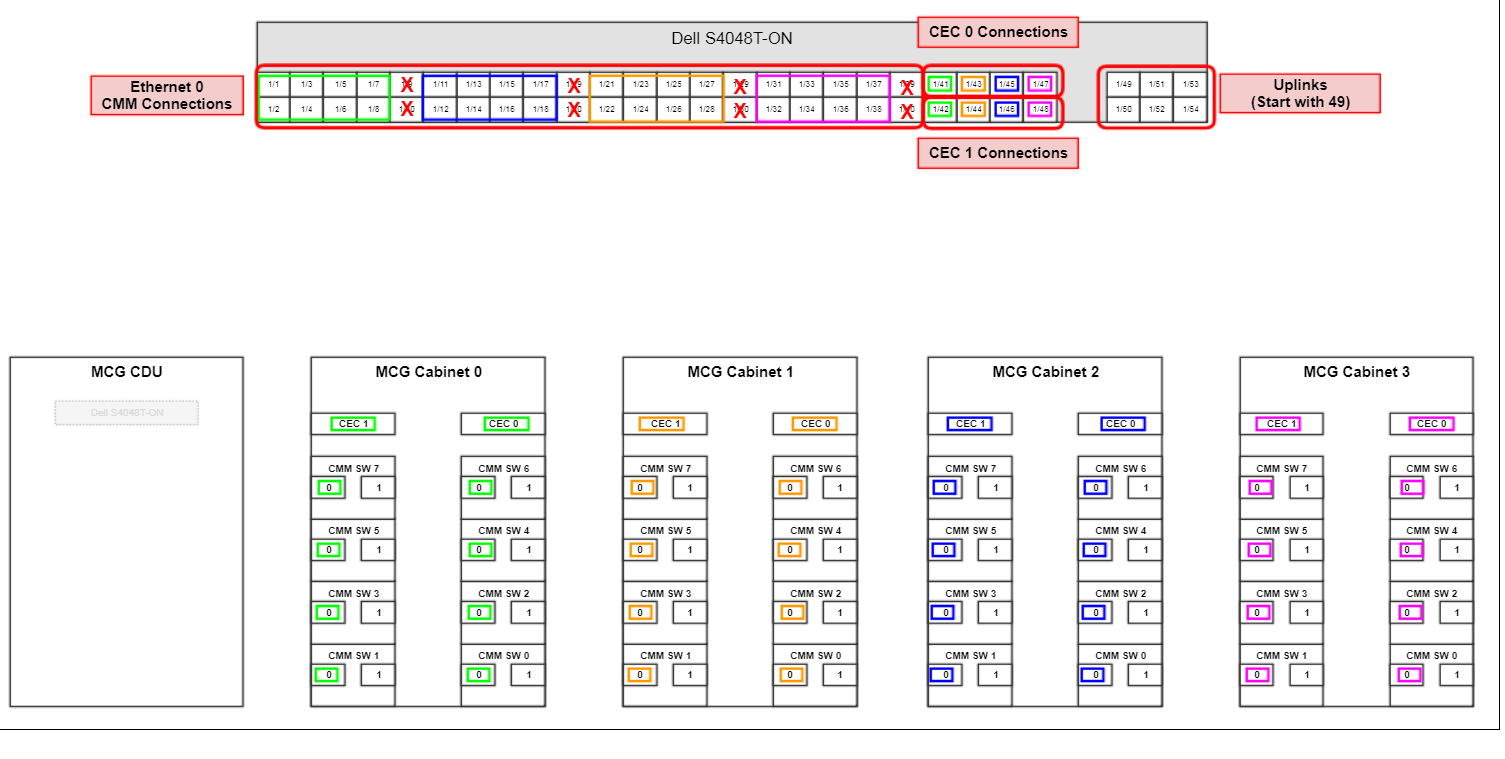 Dell S4048T-ON
CEC 0 Connections
Ethernet 0
CMM Connections
1/1 1/3 1/5 1/7 X 1/11 1/13 1/15 1/17 X 1/21 1/23 1/25 1/27 X 1/31 1/33 1/35 1/37 X 1/41 1/43 1/45 1/47 1/49 1/51 1/53
1/2 1/4 1/6 1/8 X 1/12 1/14 1/16 1/18 X 1/22 1/24 1/26 1/28 X 1/32 1/34 1/36 1/38 X 1/42 1/44 1/46 1/48 1/50 1/52 1/54
Uplinks
(Start with 49)
CEC 1 Connections
MCG CDU
Dell S4048T-ON
MCG Cabinet 0
CEC 1 CEC 0
CMM SW 7 CMM SW 6
0 1 0 1
CMM SW 5 CMM SW 4
0 1 0 1
CMM SW 3 CMM SW 2
0 1 0 1
CMM SW 1 CMM SW 0
0 1 0 1
MCG Cabinet 1
CEC 1 CEC 0
CMM SW 7 CMM SW 6
0 1 0 1
CMM SW 5 CMM SW 4
0 1 0 1
CMM SW 3 CMM SW 2
0 1 0 1
CMM SW 1 CMM SW 0
0 1 0 1
MCG Cabinet 2
CEC 1 CEC 0
CMM SW 7 CMM SW 6
0 1 0 1
CMM SW 5 CMM SW 4
0 1 0 1
CMM SW 3 CMM SW 2
0 1 0 1
CMM SW 1 CMM SW 0
0 1 0 1
MCG Cabinet 3
CEC 1 CEC 0
CMM SW 7 CMM SW 6
0 1 0 1
CMM SW 5 CMM SW 4
0 1 0 1
CMM SW 3 CMM SW 2
0 1 0 1
CMM SW 1 CMM SW 0
0 1 0 1